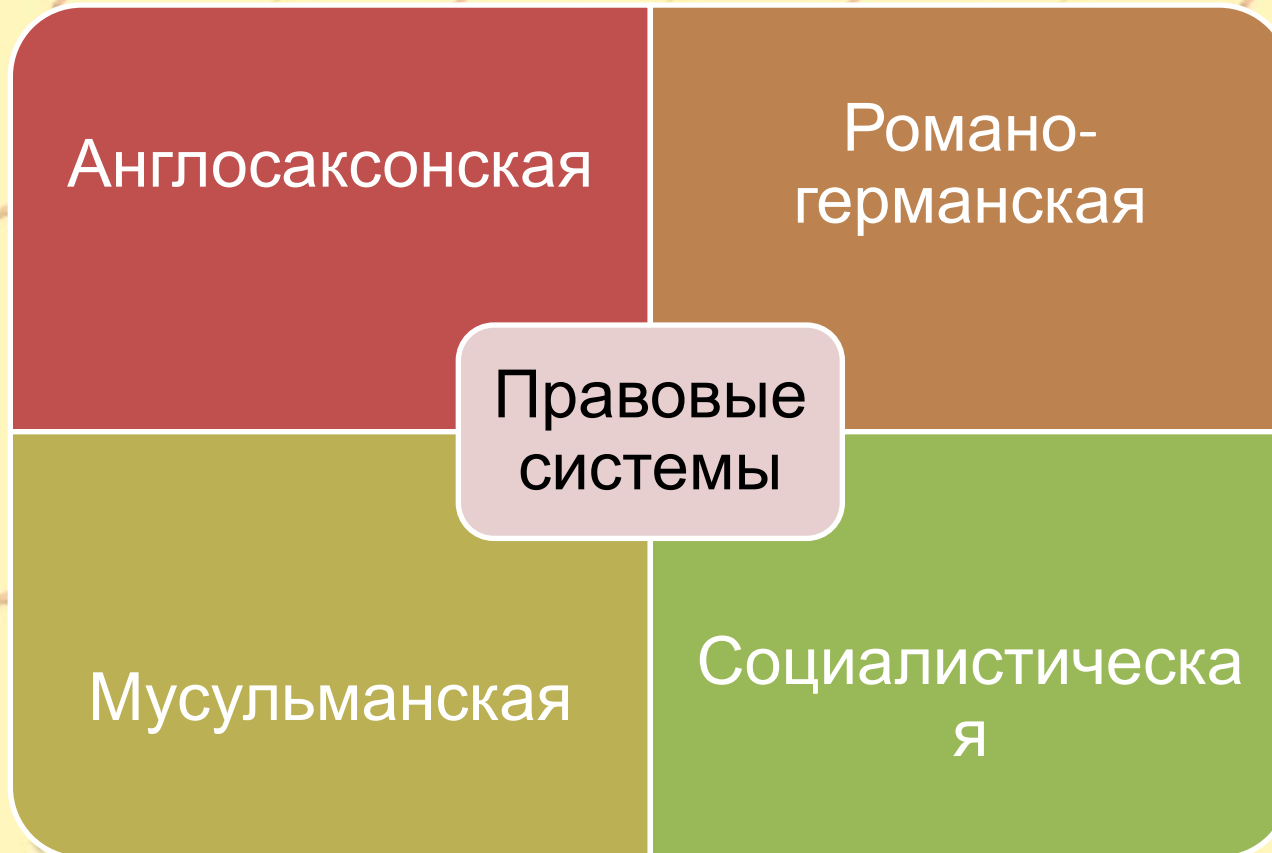 Англосаксонская
Романо-
германская
Правовые
системы
Мусульманская
Социалистическа
я